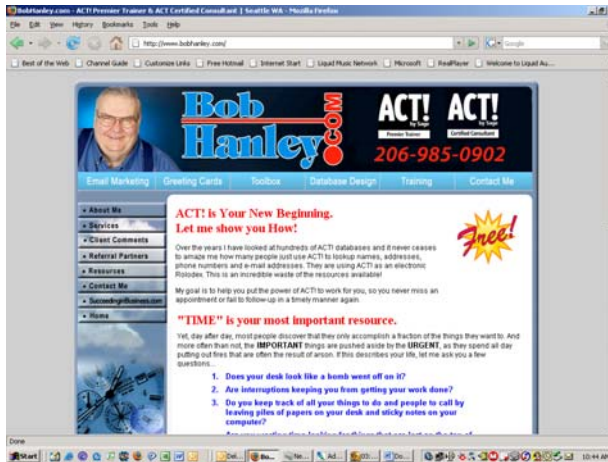 BobHanley.com - ACT! Premier Trainer & ACT Certified Consultant | Seattle WA - Mozilla Firefox
File Edit View History Bookmarks Tools Help
http://www.bobhanley.com/
Google
Best of the Web Channel Guide Customize Links Free Hotmail Internet Start Liquid Music Network Microsoft RealPlayer Welcome to Liquid Au...
Bob
Hanley
.COM
ACT! ACT!
by Sage by Sage
Premier Trainer Certified Consultant
206-985-0902
Email Marketing Greeting Cards Toolbox Database Design Training Contact Me
• About Me
• Services
• Client Comments
• Referral Partners
• Resources
• Contact Me
• SucceedinginBusiness.com
• Home
ACT! is Your New Beginning.
Let me show you How!
Free!
Over the years I have looked at hundreds of ACT! databases and it never ceases
to amaze me how many people just use ACT! to lookup names, addresses,
phone numbers and e-mail addresses. They are using ACT! as an electronic
Rolodex. This is an incredible waste of the resources available!
My goal is to help you put the power of ACT! to work for you, so you never miss an
appointment or fail to follow-up in a timely manner again.
"TIME" is your most important resource.
Yet, day after day, most people discover that they only accomplish a fraction of the things they want to. And
more often than not, the IMPORTANT things are pushed aside by the URGENT, as they spend all day
putting out fires that are often the result of arson. If this describes your life, let me ask you a few
questions...
1. Does your desk look like a bomb went off on it?
2. Are interruptions keeping you from getting your work done?
3. Do you keep track of all your things to do and people to call by
leaving piles of papers on your desk and sticky notes on your
computer?
Done
Start
10:44 AM